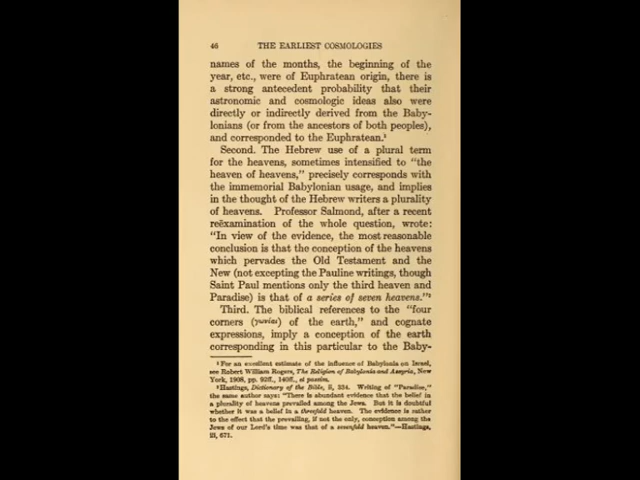 46 THE EARLIEST COSMOLOGIES
names of the months, the beginning of the
year, etc., were of Euphratean origin, there is
a strong antecedent probability that their
astronomic and cosmologic ideas also were
directly or indirectly derived from the Baby-
lonians (or from the ancestors of both peoples),
and corresponded to the Euphratean.¹
Second. The Hebrew use of a plural term
for the heavens, sometimes intensified to "the
heaven of heavens," precisely corresponds with
the immemorial Babylonian usage, and implies
in the thought of the Hebrew writers a plurality
of heavens. Professor Salmond, after a recent
reëxamination of the whole question, wrote:
"In view of the evidence, the most reasonable
conclusion is that the conception of the heavens
which pervades the Old Testament and the
New (not excepting the Pauline writings, though
Saint Paul mentions only the third heaven and
Paradise) is that of a series of seven heavens."²
Third. The biblical references to the "four
corners (γωνίαι) of the earth," and cognate
expressions, imply a conception of the earth
corresponding in this particular to the Baby-
¹ For an excellent estimate of the influence of Babylonia on Israel,
see Robert William Rogers, The Religion of Babylonia and Assyria, New
York, 1908, pp. 92ff., 140ff., et passim.
² Hastings, Dictionary of the Bible, ii, 334. Writing of "Paradise,"
the same author says: "There is abundant evidence that the belief in
a plurality of heavens prevailed among the Jews. But it is doubtful
whether it was a belief in a threefold heaven. The evidence is rather
to the effect that the prevailing, if not the only, conception among the
Jews of our Lord's time was that of a sevenfold heaven."—Hastings,
iii, 671.